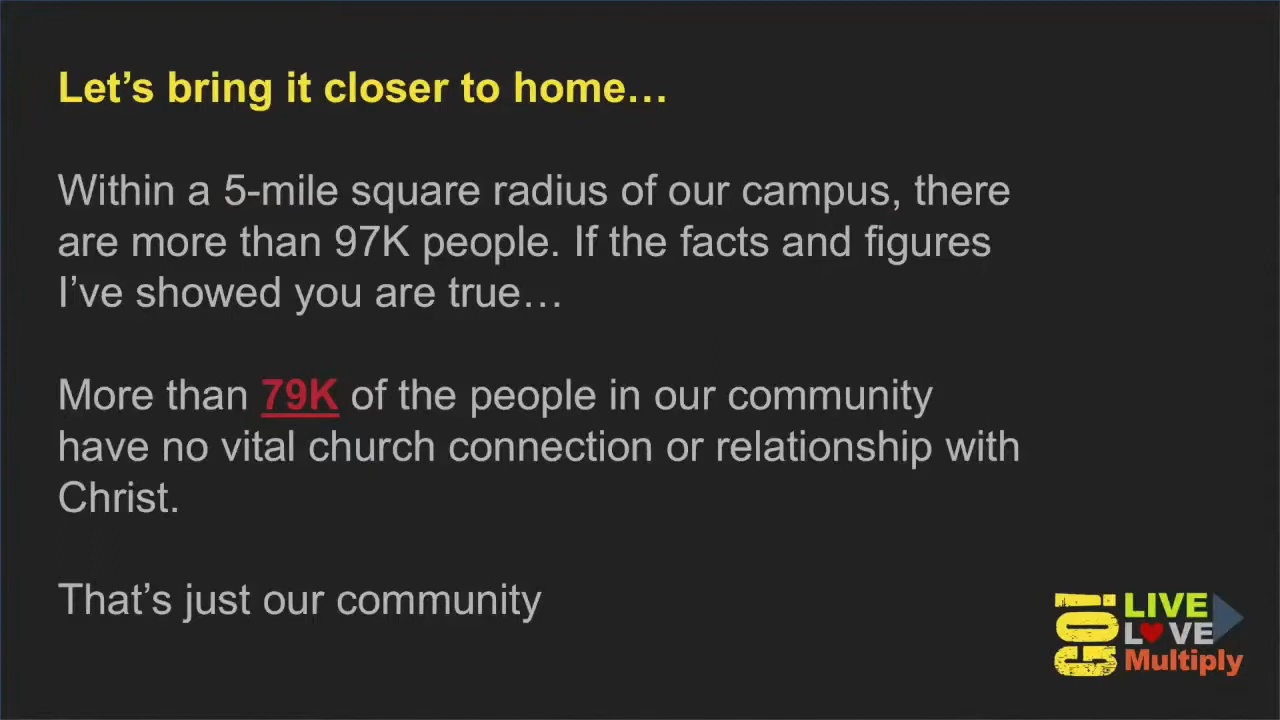 Let’s bring it closer to home…
Within a 5-mile square radius of our campus, there
are more than 97K people. If the facts and figures
I’ve showed you are true…
More than 79K of the people in our community
have no vital church connection or relationship with
Christ.
That’s just our community
GO!
LIVE
LOVE
Multiply